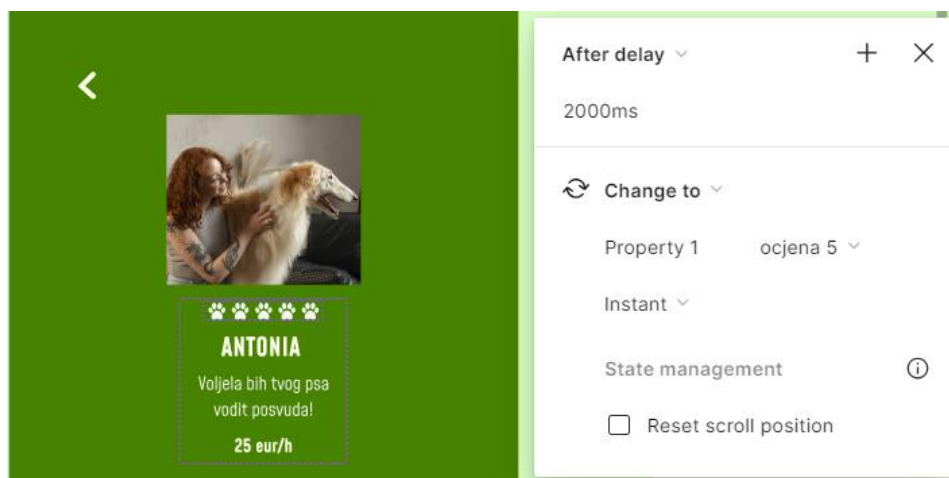 ANTONIA
Voljela bih tvog psa
vodit posvuda!
25 eur/h
After delay
2000ms
Change to
Property 1 ocjena 5
Instant
State management
Reset scroll position